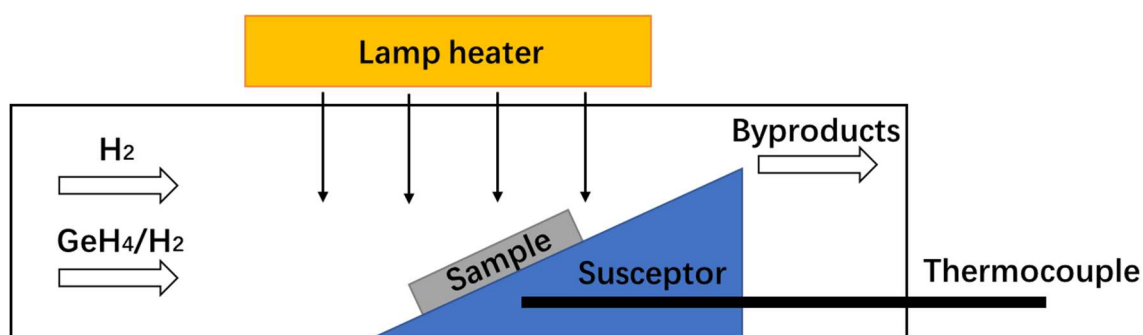 Lamp heater
H2
Byproducts
GeH4/H2
Sample
Susceptor
Thermocouple